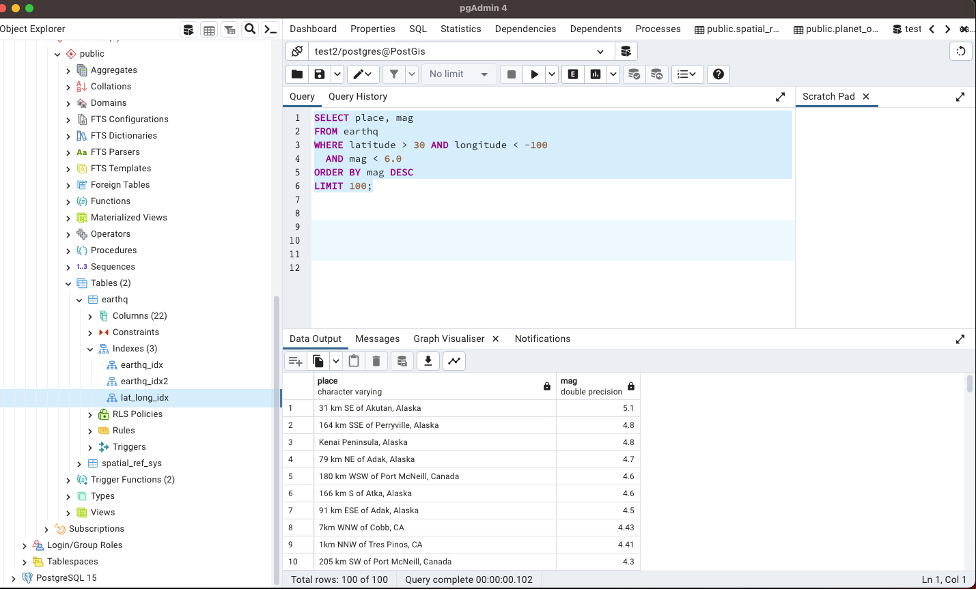 pgAdmin 4
Object Explorer
Dashboard Properties SQL Statistics Dependencies Dependents Processes public.spatial_r... public.planet_o... test
test2/postgres@PostGis
No limit
Query Query History
Scratch Pad
public
Aggregates
Collations
Domains
FTS Configurations
FTS Dictionaries
FTS Parsers
FTS Templates
Foreign Tables
Functions
Materialized Views
Operators
Procedures
Sequences
Tables (2)
earthq
Columns (22)
Constraints
Indexes (3)
earthq_idx
earthq_idx2
lat_long_idx
RLS Policies
Rules
Triggers
spatial_ref_sys
Trigger Functions (2)
Types
Views
Subscriptions
Login/Group Roles
Tablespaces
PostgreSQL 15
1 SELECT place, mag
2 FROM earthq
3 WHERE latitude > 30 AND longitude < -100
4 AND mag < 6.0
5 ORDER BY mag DESC
6 LIMIT 100;
7
8
9
10
11
12
Data Output Messages Graph Visualiser Notifications
place mag
character varying double precision
1 31 km SE of Akutan, Alaska 5.1
2 164 km SSE of Perryville, Alaska 4.8
3 Kenai Peninsula, Alaska 4.8
4 79 km NE of Adak, Alaska 4.7
5 180 km WSW of Port McNeill, Canada 4.6
6 166 km S of Atka, Alaska 4.6
7 91 km ESE of Adak, Alaska 4.5
8 7km WNW of Cobb, CA 4.43
9 1km NNW of Tres Pinos, CA 4.41
10 205 km SW of Port McNeill, Canada 4.3
Total rows: 100 of 100 Query complete 00:00:00.102 Ln 1, Col 1